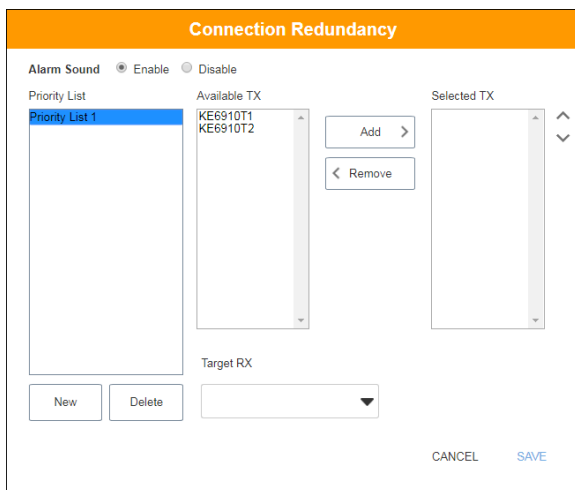 Connection Redundancy
Alarm Sound Enable Disable
Priority List Available TX Selected TX
Priority List 1 KE6910T1
KE6910T2
Add
Remove
Target RX
New Delete
CANCEL SAVE